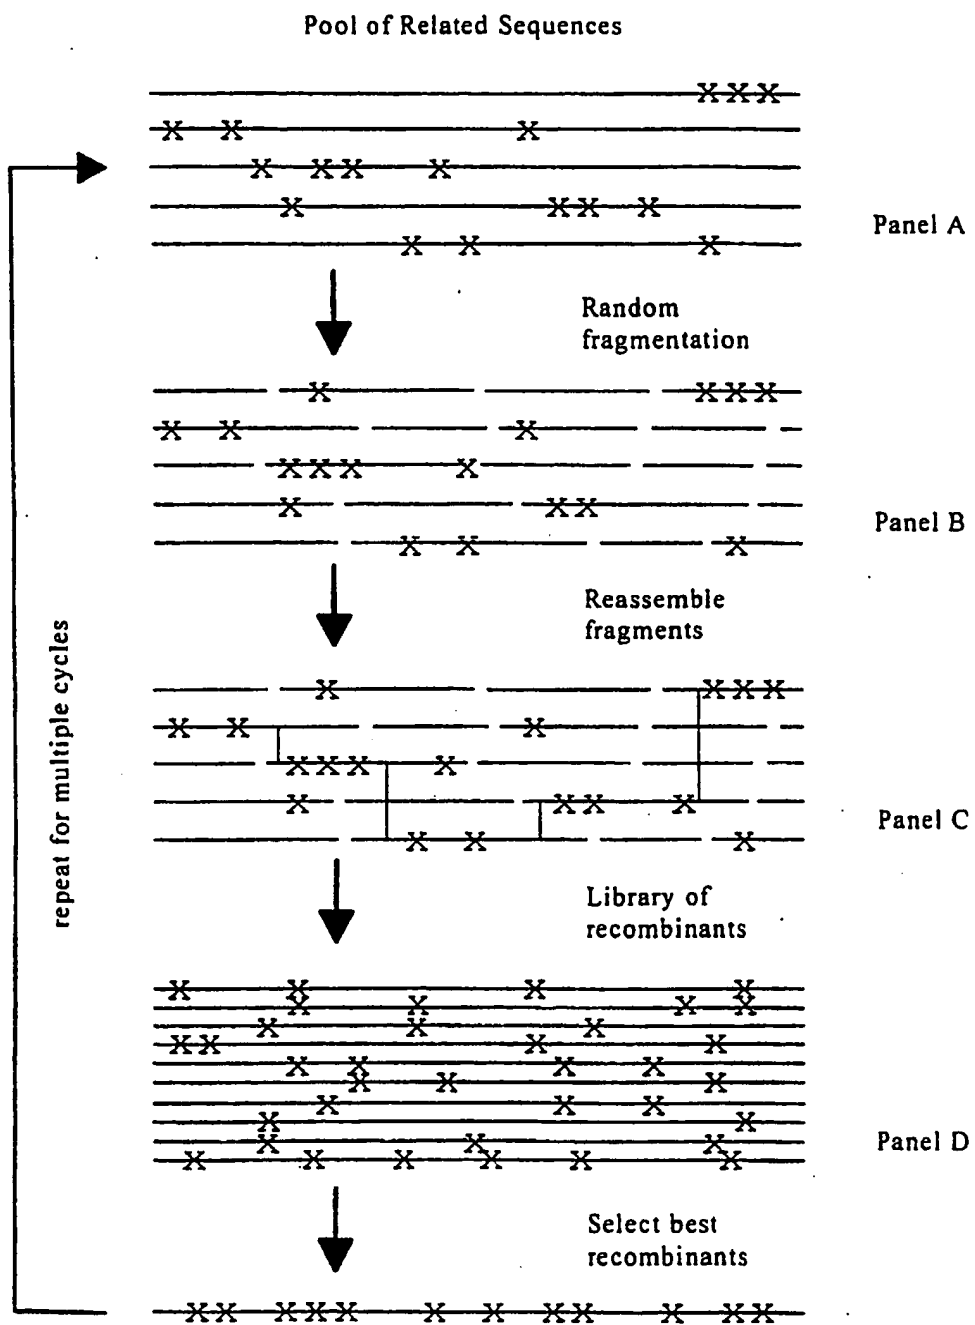 Pool of Related Sequences
Panel A
Random
fragmentation
Panel B
Reassemble
fragments
repeat for multiple cycles
Panel C
Library of
recombinants
Panel D
Select best
recombinants